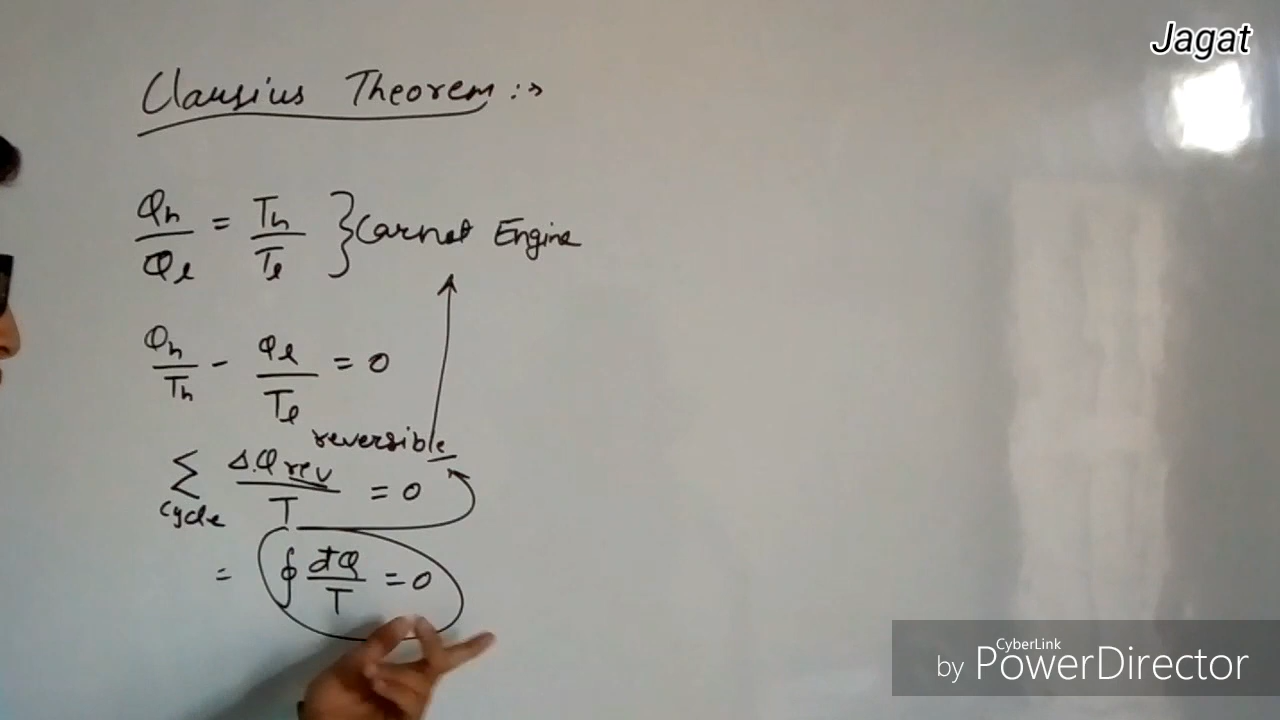 Jagat
Clausius Theorem :→
Qh/Ql = Th/Tl } Carnot Engine
Qh/Th - Ql/Tl = 0
reversible
Σ cycle ΔQrev/T = 0
= ∮ đQ/T = 0
CyberLink
by PowerDirector